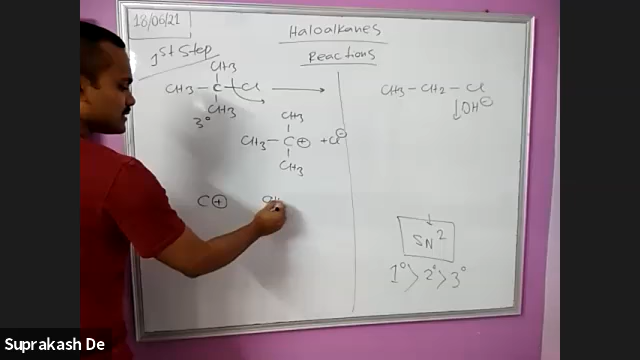 18/06/21
Haloalkanes
Reactions
1st Step
CH3
CH3 — C — Cl
CH3
3°
CH3
CH3 — C⊕ + Cl⊖
CH3
C⊕
CH3 — CH2 — Cl
↓OH⊖
SN2
1° > 2° > 3°
Suprakash De